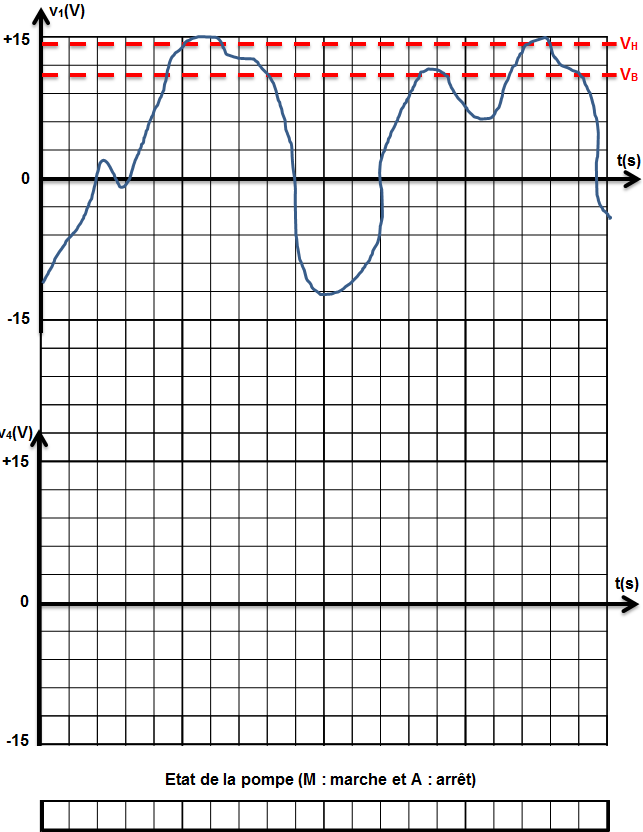 v₁(V)
+15
V_H
V_B
t(s)
0
-15
v₄(V)
+15
t(s)
0
-15
Etat de la pompe (M : marche et A : arrêt)